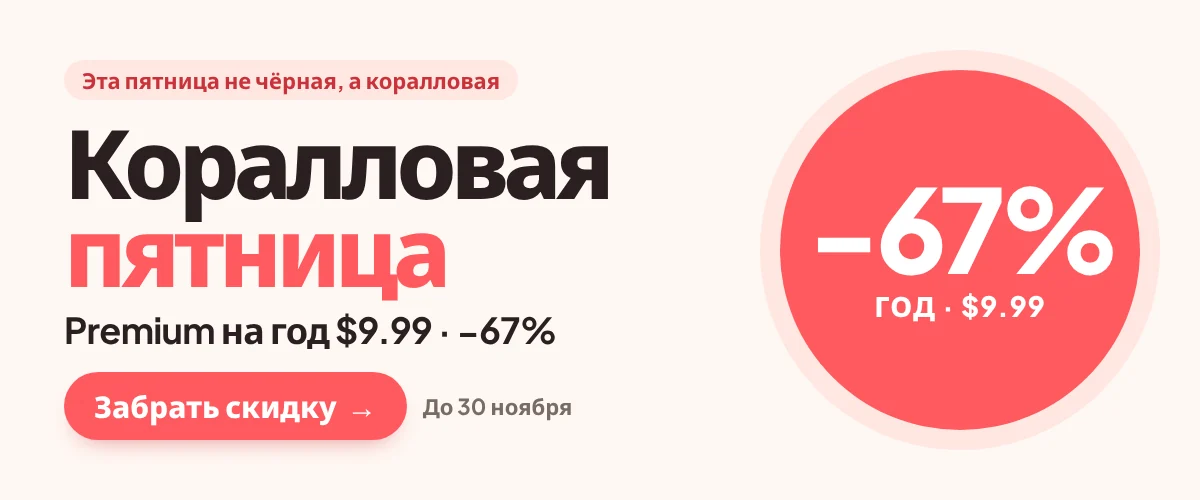 Эта пятница не чёрная, а коралловая
Коралловая
пятница
Premium на год $9.99 · −67%
Забрать скидку →
До 30 ноября
−67%
ГОД · $9.99